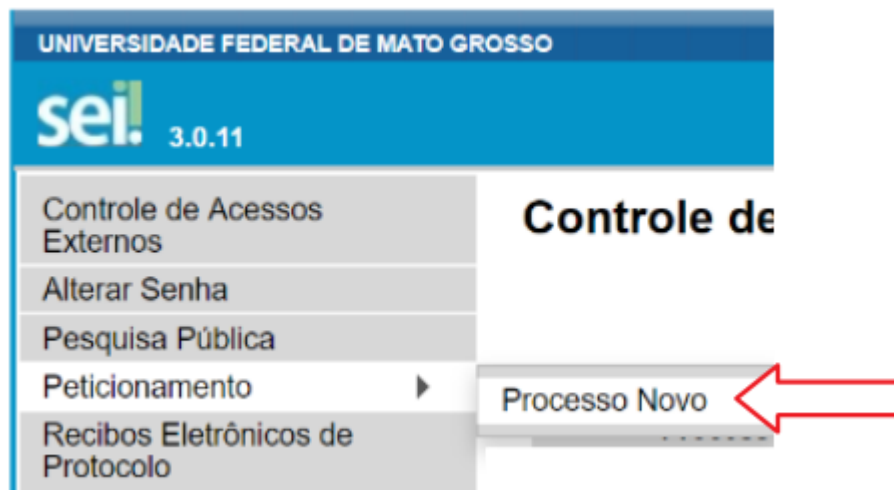 UNIVERSIDADE FEDERAL DE MATO GROSSO
sei! 3.0.11
Controle de Acessos
Externos
Controle de
Alterar Senha
Pesquisa Pública
Peticionamento
Processo Novo
Recibos Eletrônicos de
Protocolo